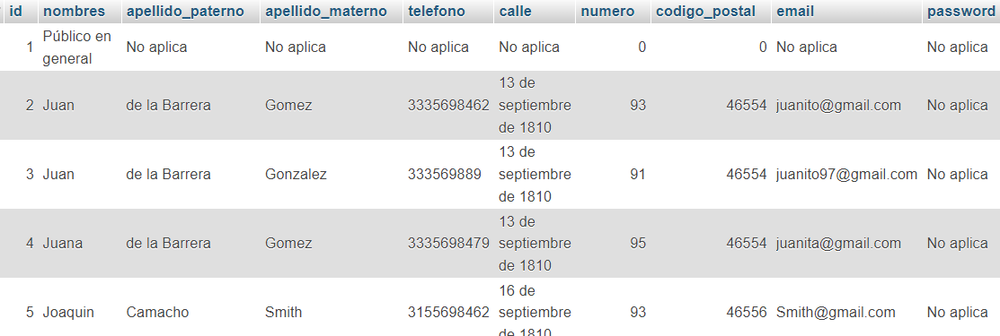 id nombres apellido_paterno apellido_materno telefono calle numero codigo_postal email password
1 Público en general No aplica No aplica No aplica No aplica 0 0 No aplica No aplica
2 Juan de la Barrera Gomez 3335698462 13 de septiembre de 1810 93 46554 juanito@gmail.com No aplica
3 Juan de la Barrera Gonzalez 333569889 13 de septiembre de 1810 91 46554 juanito97@gmail.com No aplica
4 Juana de la Barrera Gomez 3335698479 13 de septiembre de 1810 95 46554 juanita@gmail.com No aplica
5 Joaquin Camacho Smith 3155698462 16 de septiembre de 1810 93 46556 Smith@gmail.com No aplica